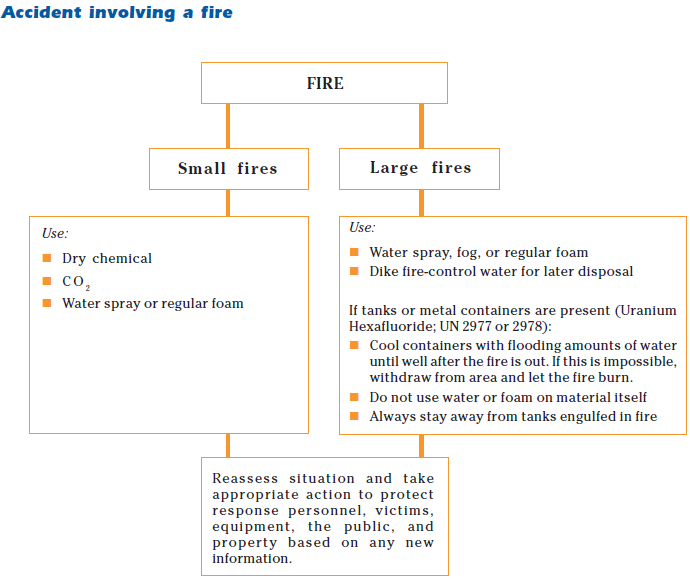 Accident involving a fire
FIRE
Small fires
Large fires
Use:
Dry chemical
CO2
Water spray or regular foam
Use:
Water spray, fog, or regular foam
Dike fire-control water for later disposal
If tanks or metal containers are present (Uranium
Hexafluoride; UN 2977 or 2978):
Cool containers with flooding amounts of water
until well after the fire is out. If this is impossible,
withdraw from area and let the fire burn.
Do not use water or foam on material itself
Always stay away from tanks engulfed in fire
Reassess situation and take
appropriate action to protect
response personnel, victims,
equipment, the public, and
property based on any new
information.